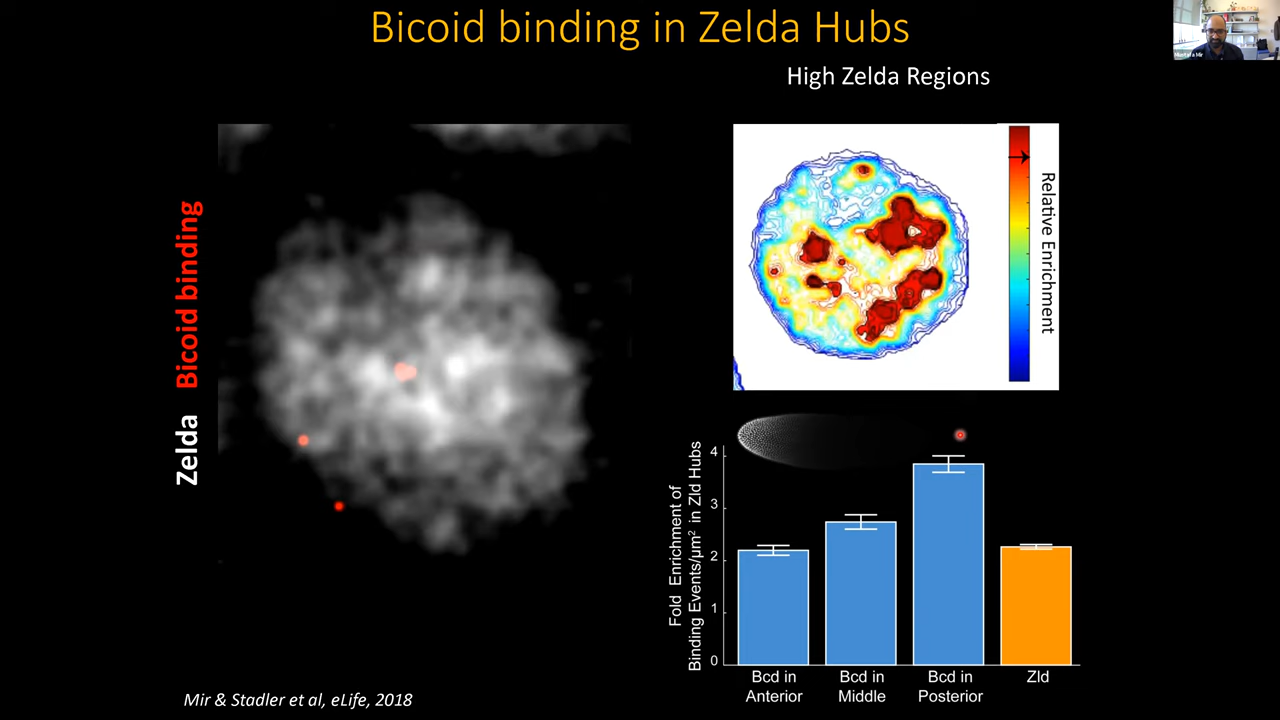 Bicoid binding in Zelda Hubs
High Zelda Regions
Zelda Bicoid binding
Relative Enrichment
Fold Enrichment of
Binding Events/μm² in Zld Hubs
4
3
2
1
0
Bcd in
Anterior
Bcd in
Middle
Bcd in
Posterior
Zld
Mir & Stadler et al, eLife, 2018